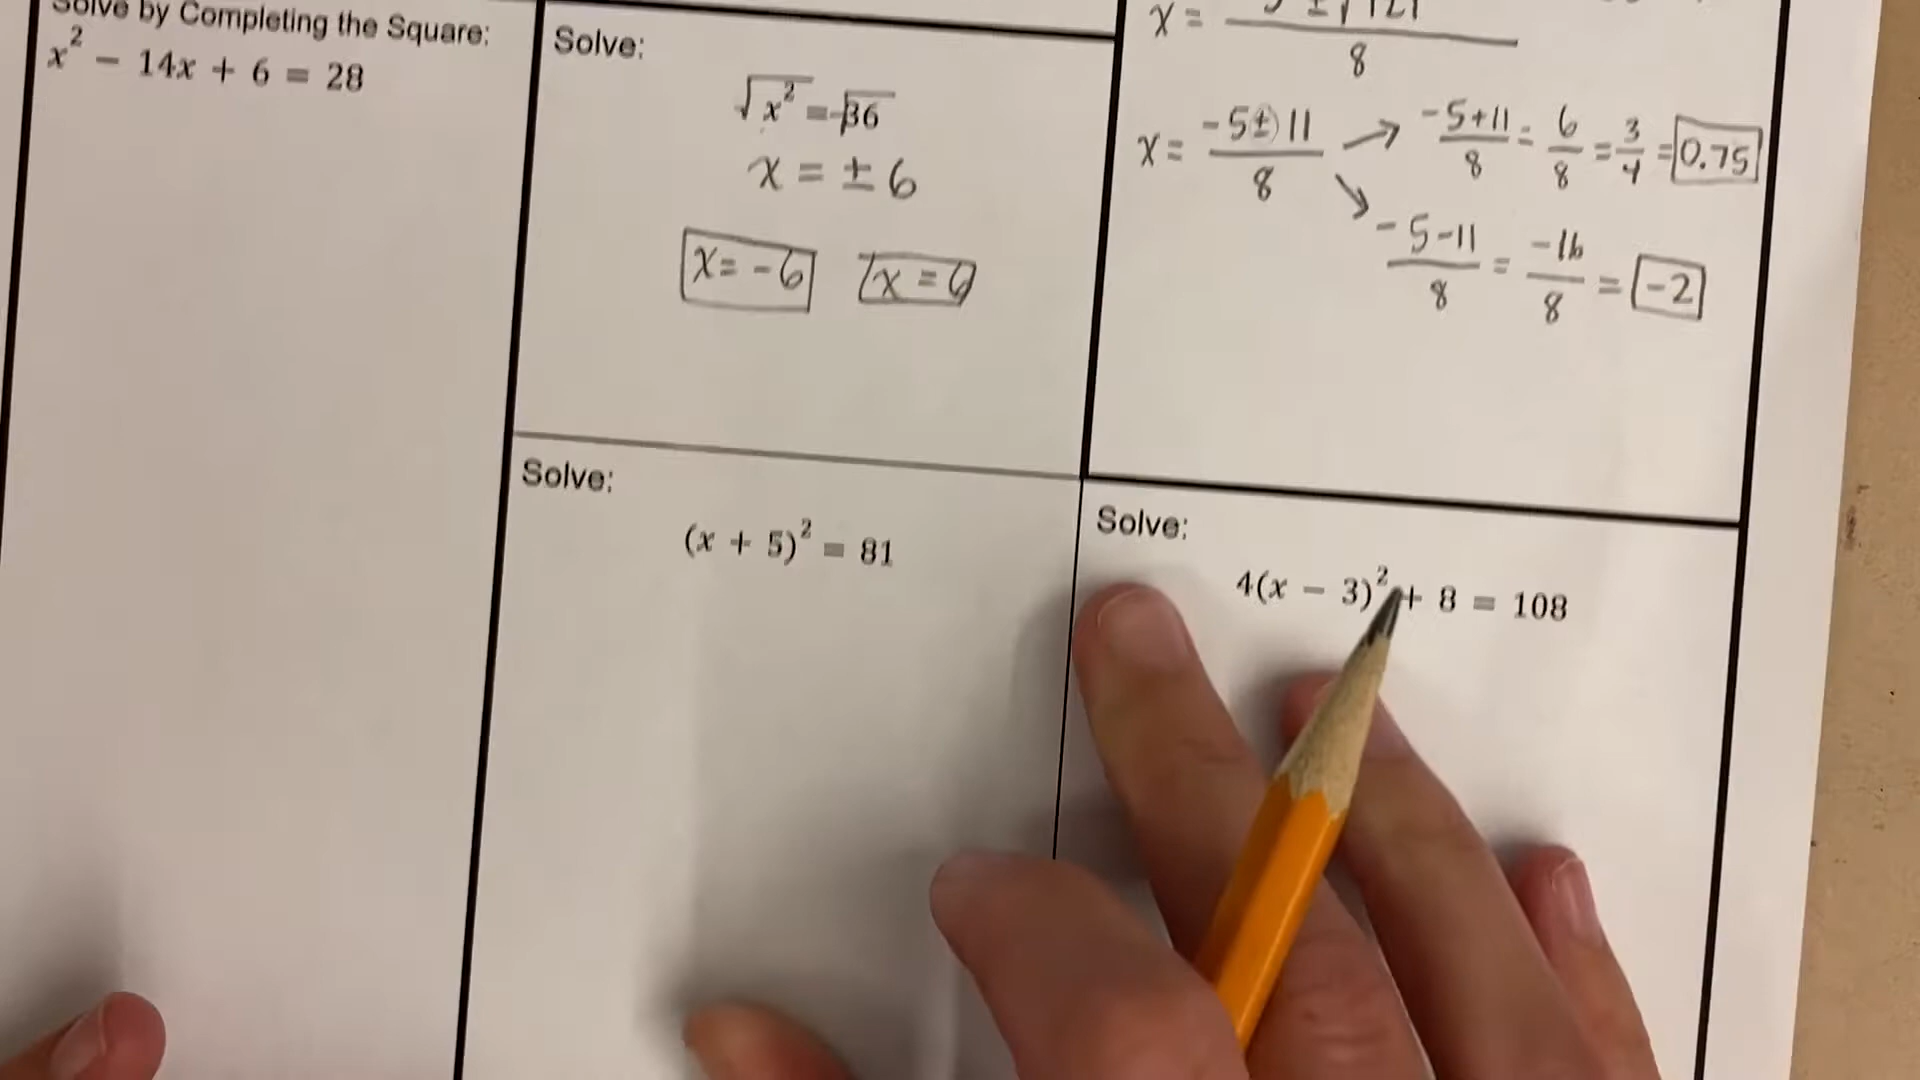 Solve by Completing the Square:
x² − 14x + 6 = 28
Solve:
√x² = √36
x = ± 6
x = -6 x = 6
Solve:
(x + 5)² = 81
x = ±√121 / 8
x = -5 ± 11 / 8 → -5+11 / 8 = 6/8 = 3/4 = 0.75
↘ -5-11 / 8 = -16 / 8 = -2
Solve:
4(x − 3)² + 8 = 108